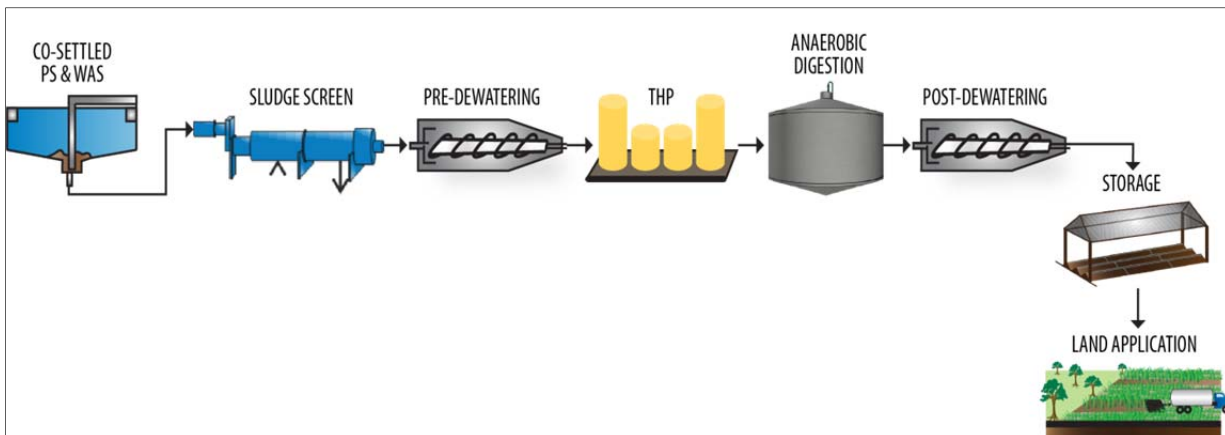 CO-SETTLED
PS & WAS
SLUDGE SCREEN
PRE-DEWATERING
THP
ANAEROBIC
DIGESTION
POST-DEWATERING
STORAGE
LAND APPLICATION